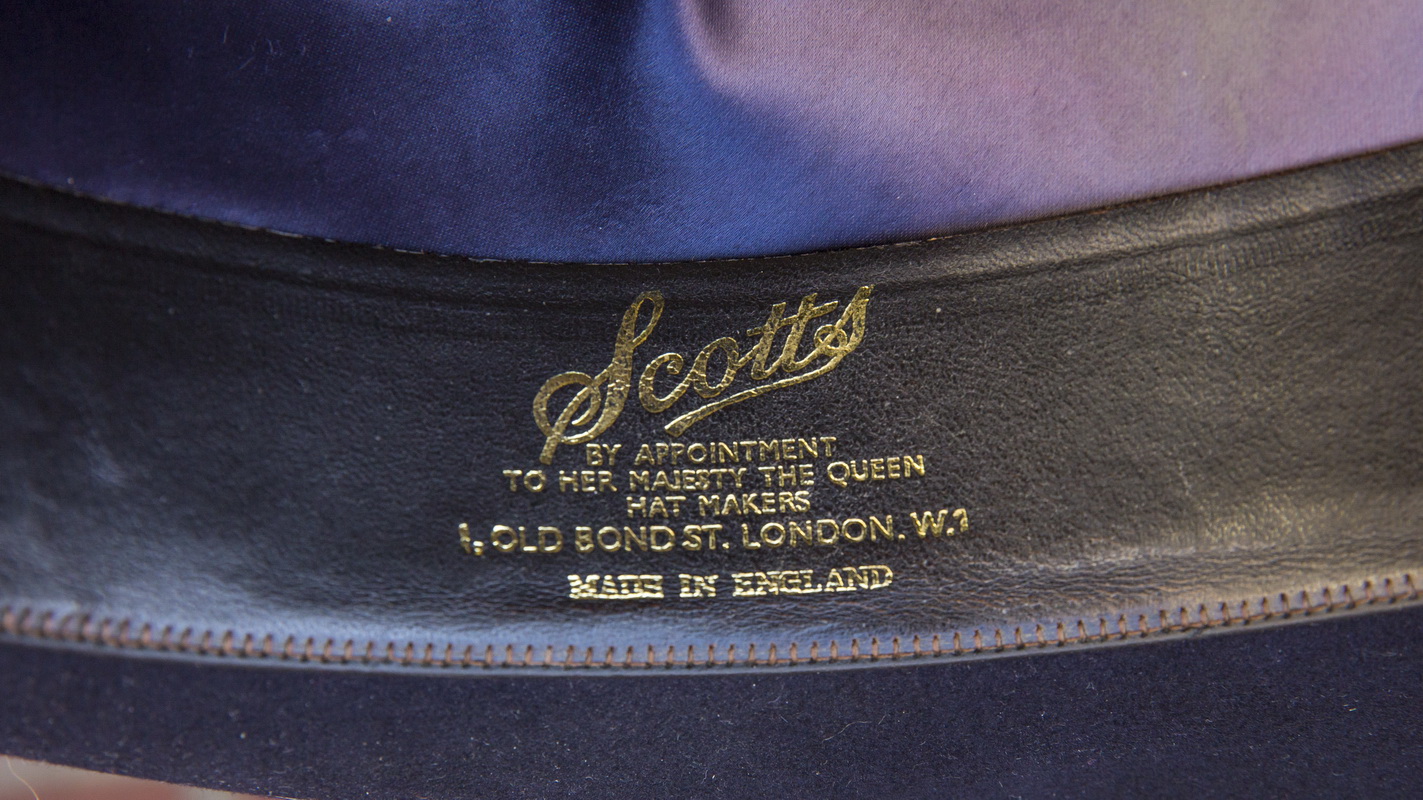 Scotts
BY APPOINTMENT
TO HER MAJESTY THE QUEEN
HAT MAKERS
1, OLD BOND ST. LONDON. W.1
MADE IN ENGLAND